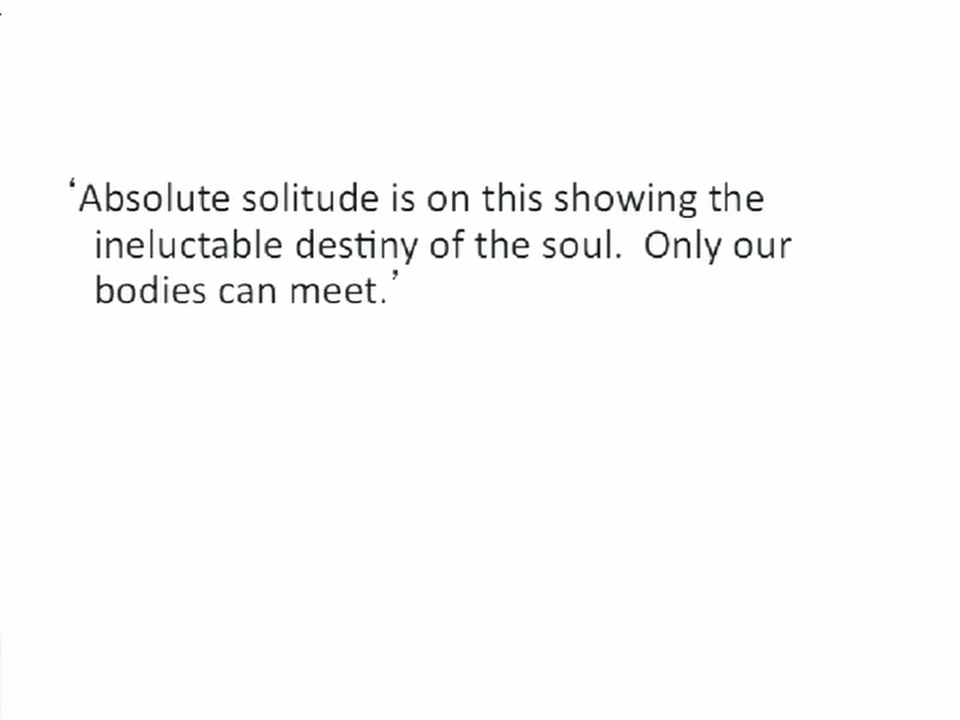 ‘Absolute solitude is on this showing the
ineluctable destiny of the soul.  Only our
bodies can meet.’